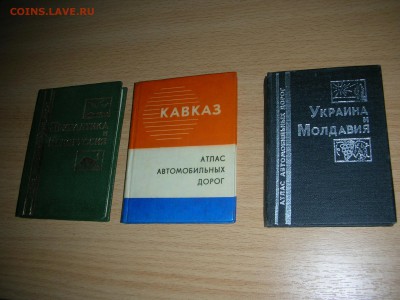 COINS.LAVE.RU
КАВКАЗ
АТЛАС
АВТОМОБИЛЬНЫХ
ДОРОГ
АТЛАС АВТОМОБИЛЬНЫХ ДОРОГ
УКРАИНА
И
МОЛДАВИЯ